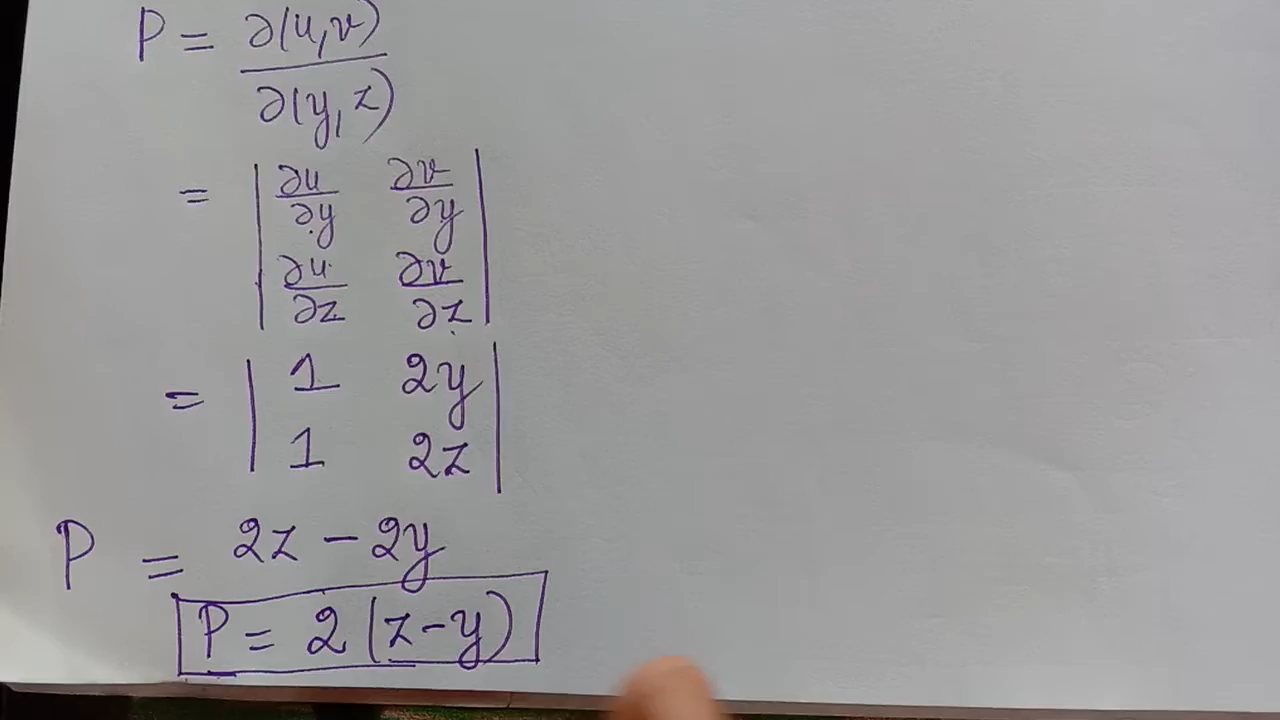 P = ∂(u,v)
∂(y,z)
= | ∂u/∂y ∂v/∂y |
| ∂u/∂z ∂v/∂z |
= | 1 2y |
| 1 2z |
P = 2z - 2y
P = 2(z-y)